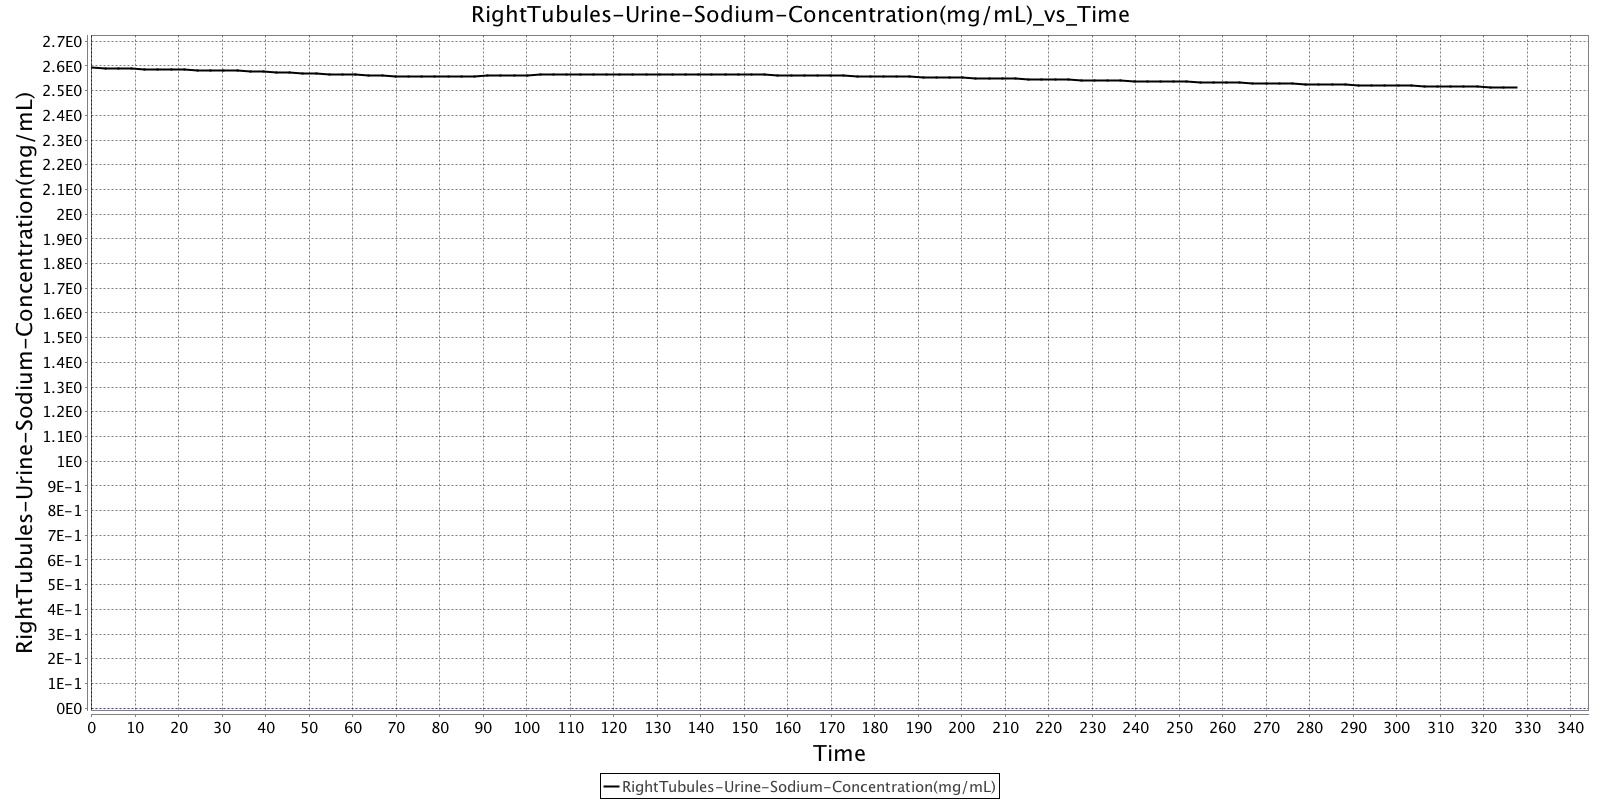 RightTubules-Urine-Sodium-Concentration(mg/mL)_vs_Time
RightTubules-Urine-Sodium-Concentration(mg/mL)
2.7E0
2.6E0
2.5E0
2.4E0
2.3E0
2.2E0
2.1E0
2E0
1.9E0
1.8E0
1.7E0
1.6E0
1.5E0
1.4E0
1.3E0
1.2E0
1.1E0
1E0
9E-1
8E-1
7E-1
6E-1
5E-1
4E-1
3E-1
2E-1
1E-1
0E0
0 10 20 30 40 50 60 70 80 90 100 110 120 130 140 150 160 170 180 190 200 210 220 230 240 250 260 270 280 290 300 310 320 330 340
Time
RightTubules-Urine-Sodium-Concentration(mg/mL)